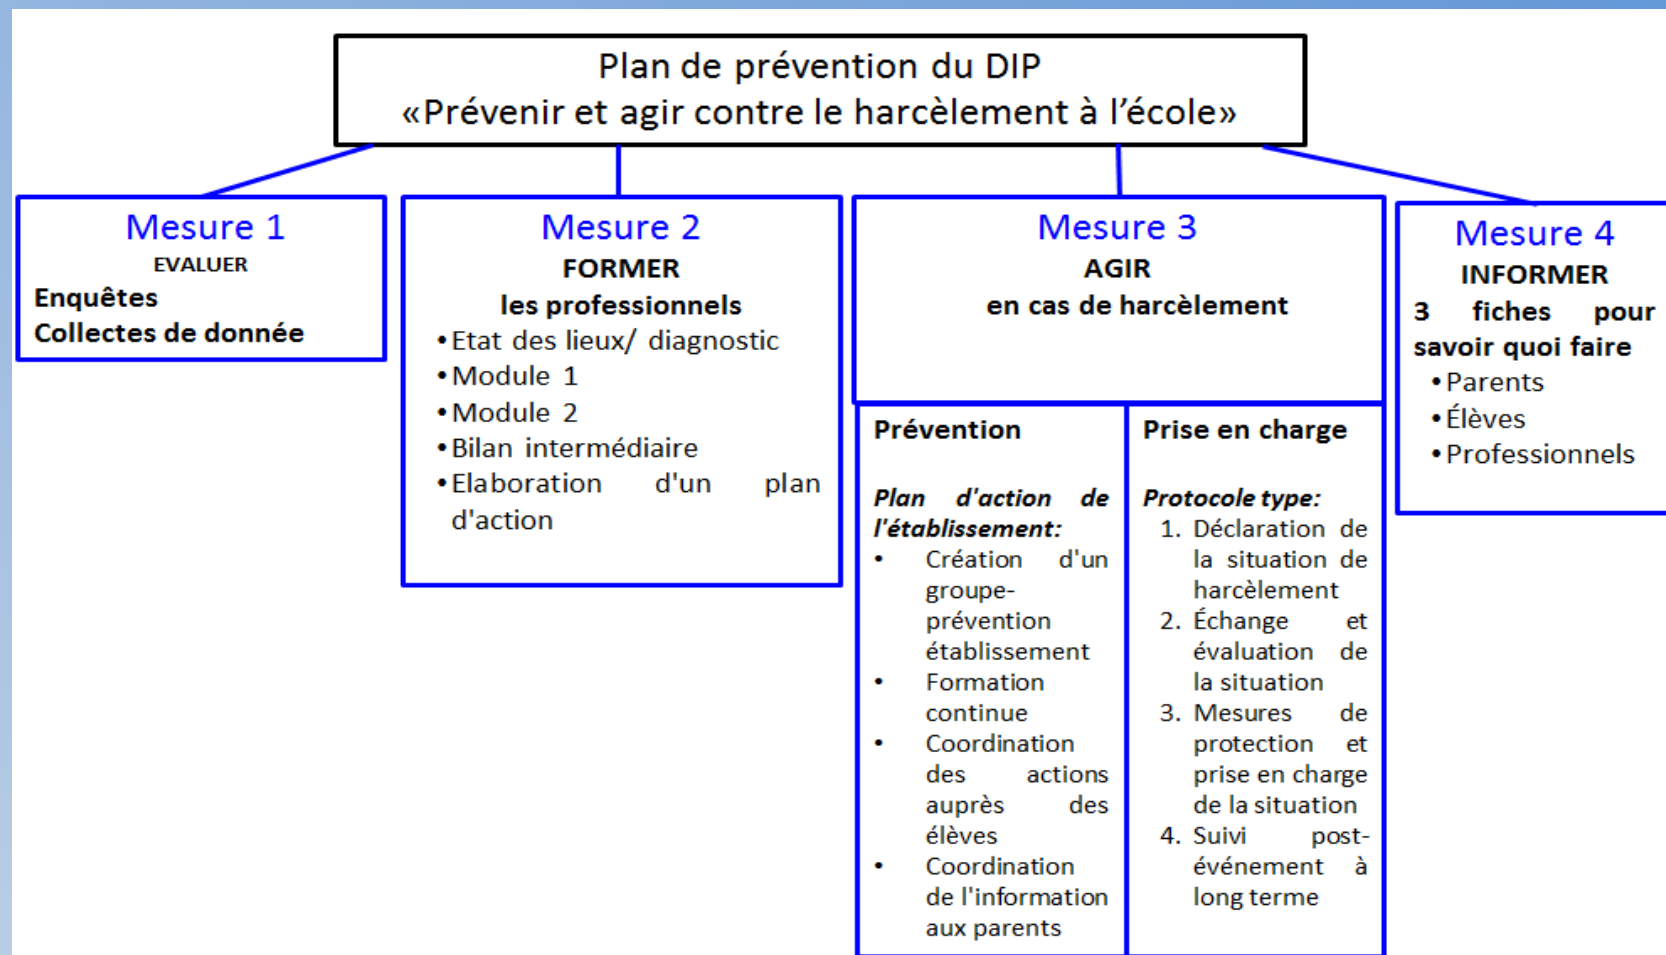 Plan de prévention du DIP
«Prévenir et agir contre le harcèlement à l'école»
Mesure 1
EVALUER
Enquêtes
Collectes de donnée
Mesure 2
FORMER
les professionnels
•Etat des lieux/ diagnostic
•Module 1
•Module 2
•Bilan intermédiaire
•Elaboration d'un plan
d'action
Mesure 3
AGIR
en cas de harcèlement
Prévention
Plan d'action de
l'établissement:
• Création d'un
groupe-
prévention
établissement
• Formation
continue
• Coordination
des actions
auprès des
élèves
• Coordination
de l'information
aux parents
Prise en charge
Protocole type:
1. Déclaration de
la situation de
harcèlement
2. Échange et
évaluation de
la situation
3. Mesures de
protection et
prise en charge
de la situation
4. Suivi post-
événement à
long terme
Mesure 4
INFORMER
3 fiches pour
savoir quoi faire
•Parents
•Élèves
•Professionnels